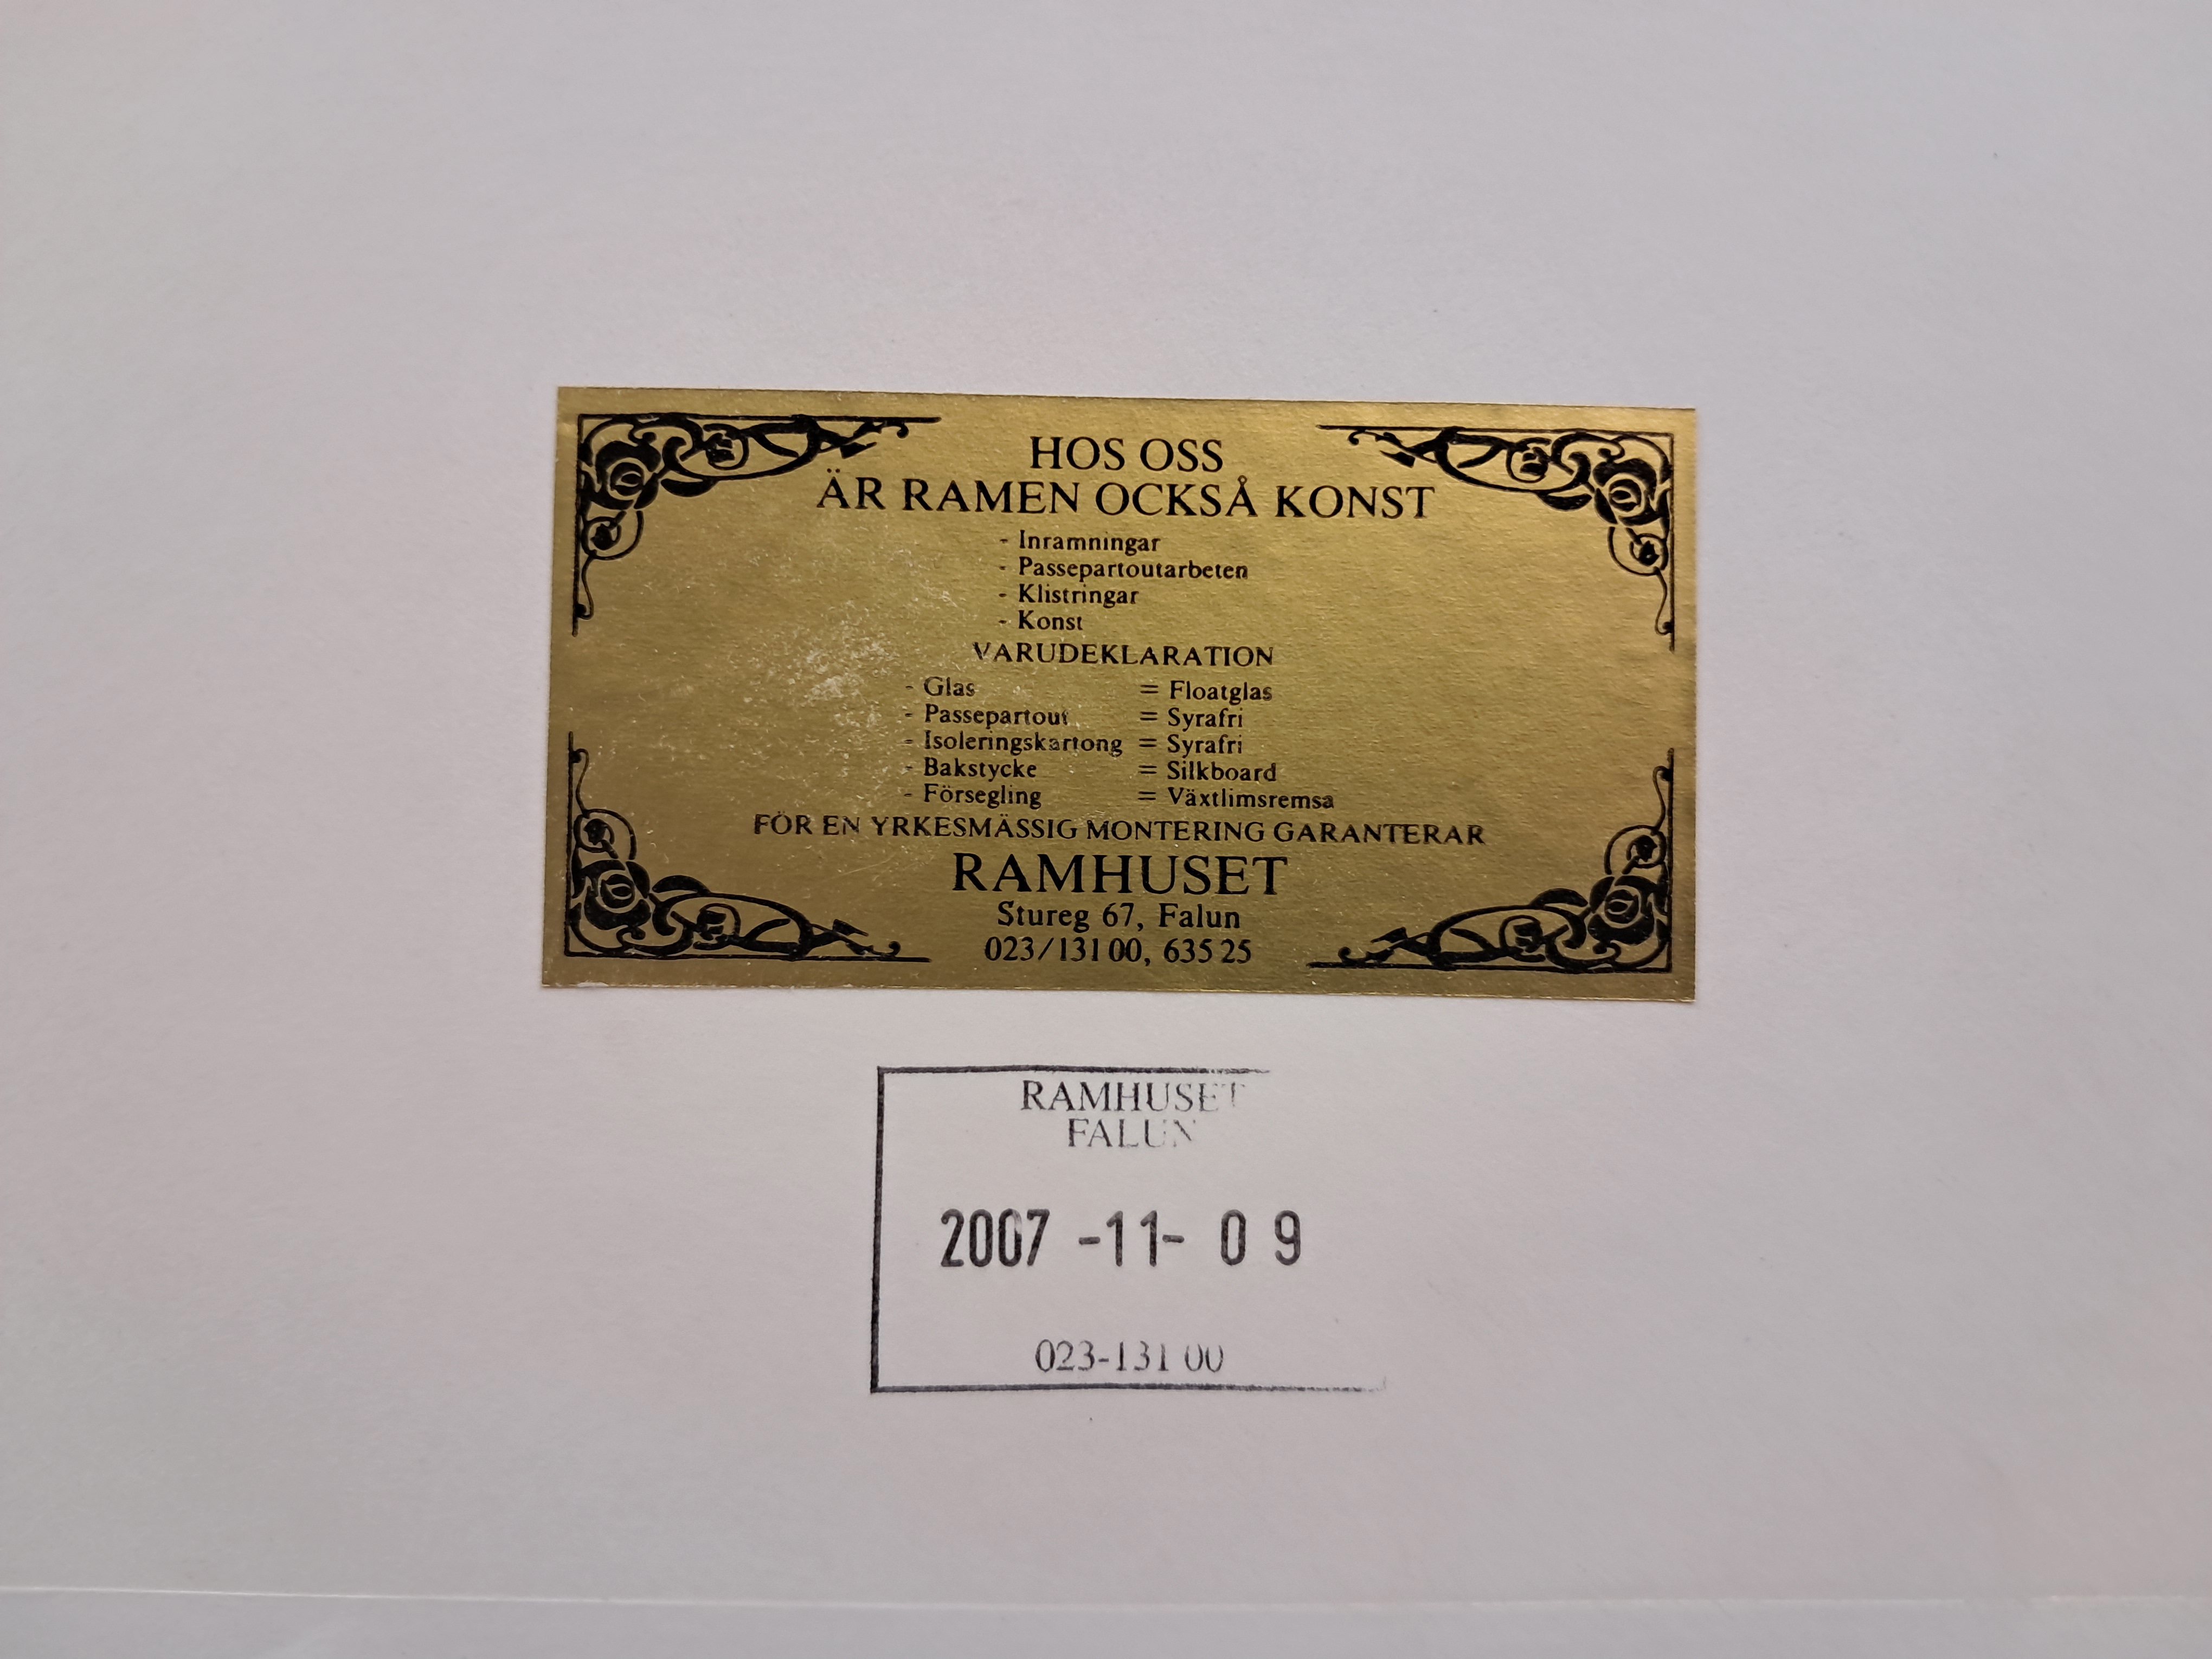 HOS OSS
ÄR RAMEN OCKSÅ KONST
- Inramningar
- Passepartoutarbeten
- Klistringar
- Konst
VARUDEKLARATION
- Glas = Floatglas
- Passepartout = Syrafri
- Isoleringskartong = Syrafri
- Bakstycke = Silkboard
- Försegling = Växtlimsremsa
FÖR EN YRKESMÄSSIG MONTERING GARANTERAR
RAMHUSET
Stureg 67, Falun
023/131 00, 635 25
RAMHUSET
FALUN
2007 -11- 09
023-131 00